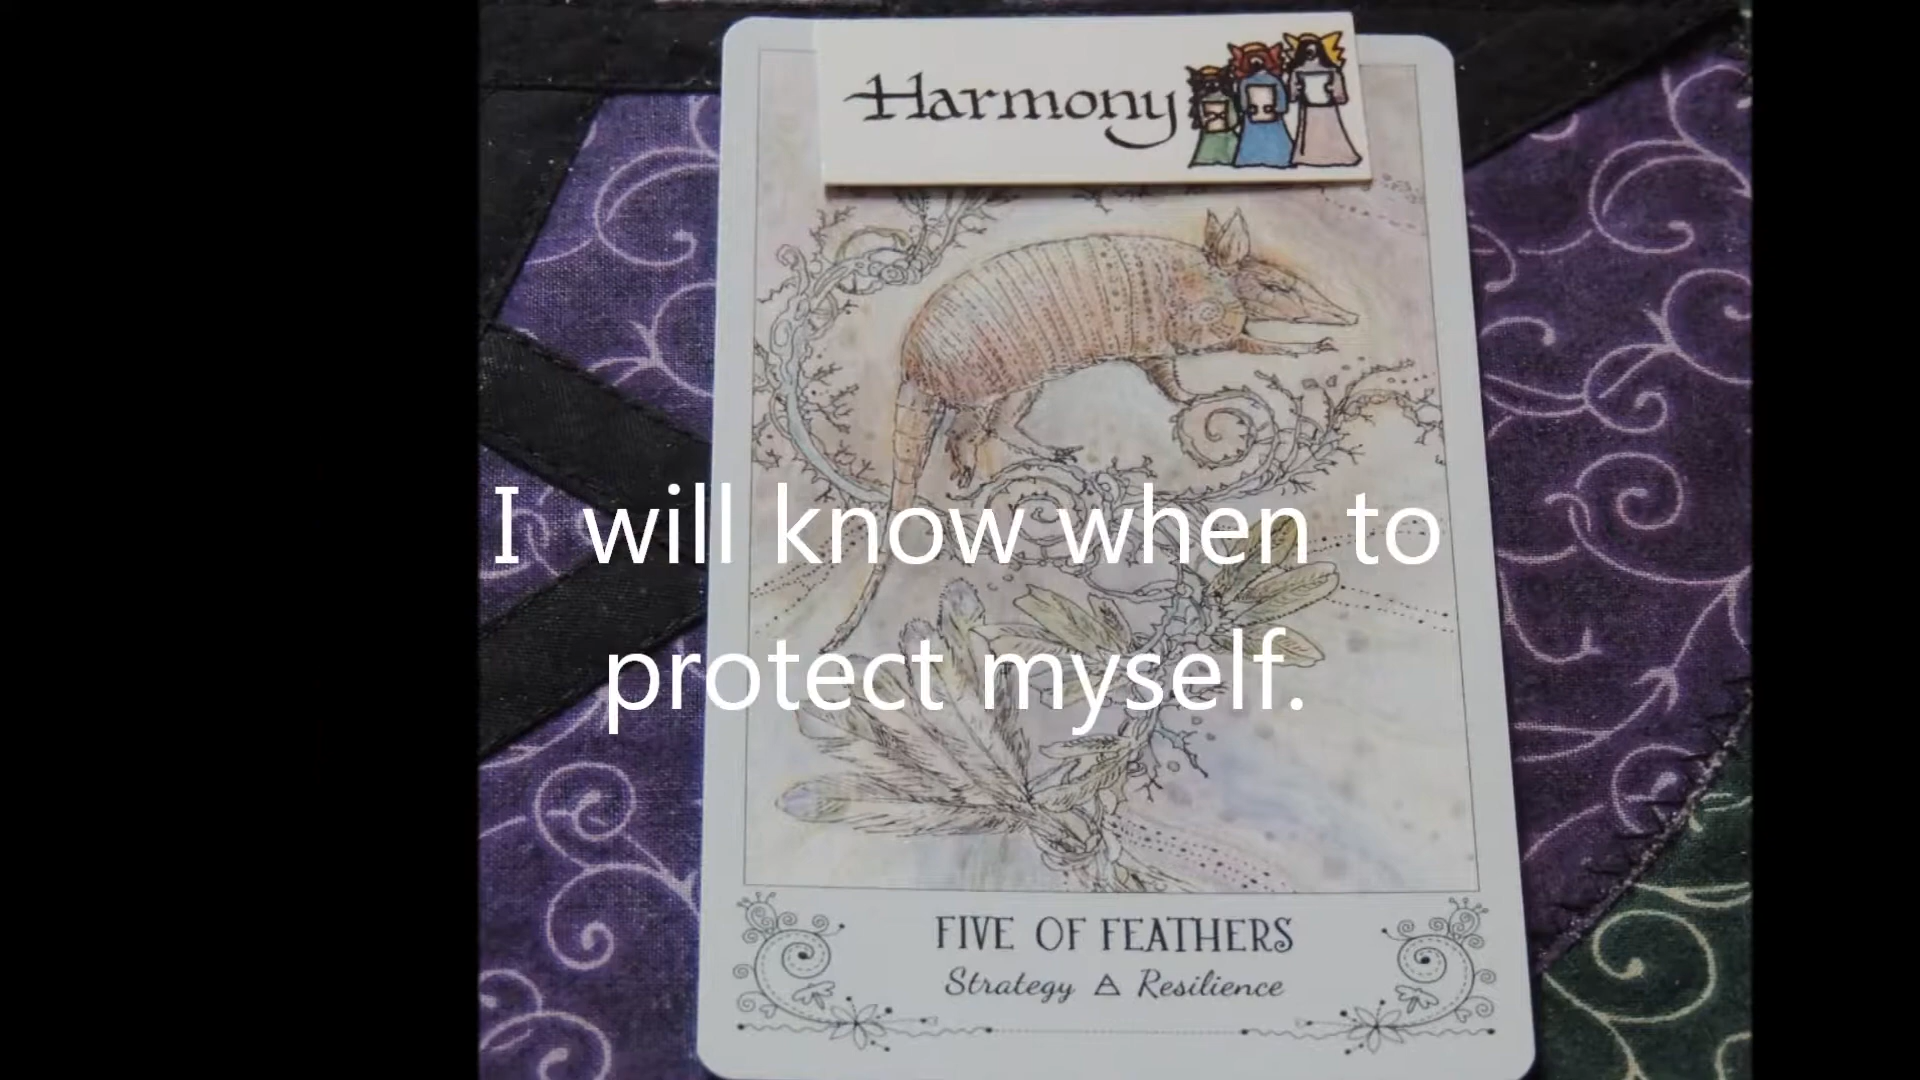 Harmony
I will know when to
protect myself.
FIVE OF FEATHERS
Strategy Resilience